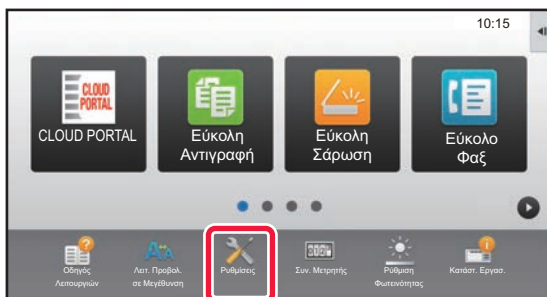 10:15
CLOUD
PORTAL
CLOUD PORTAL
Εύκολη
Αντιγραφή
Εύκολη
Σάρωση
Εύκολο
Φαξ
Οδηγός
Λειτουργιών
Λειτ. Προβολ.
σε Μεγέθυνση
Ρυθμίσεις
Συν. Μετρητής
Ρύθμιση
Φωτεινότητας
Κατάστ. Εργασ.